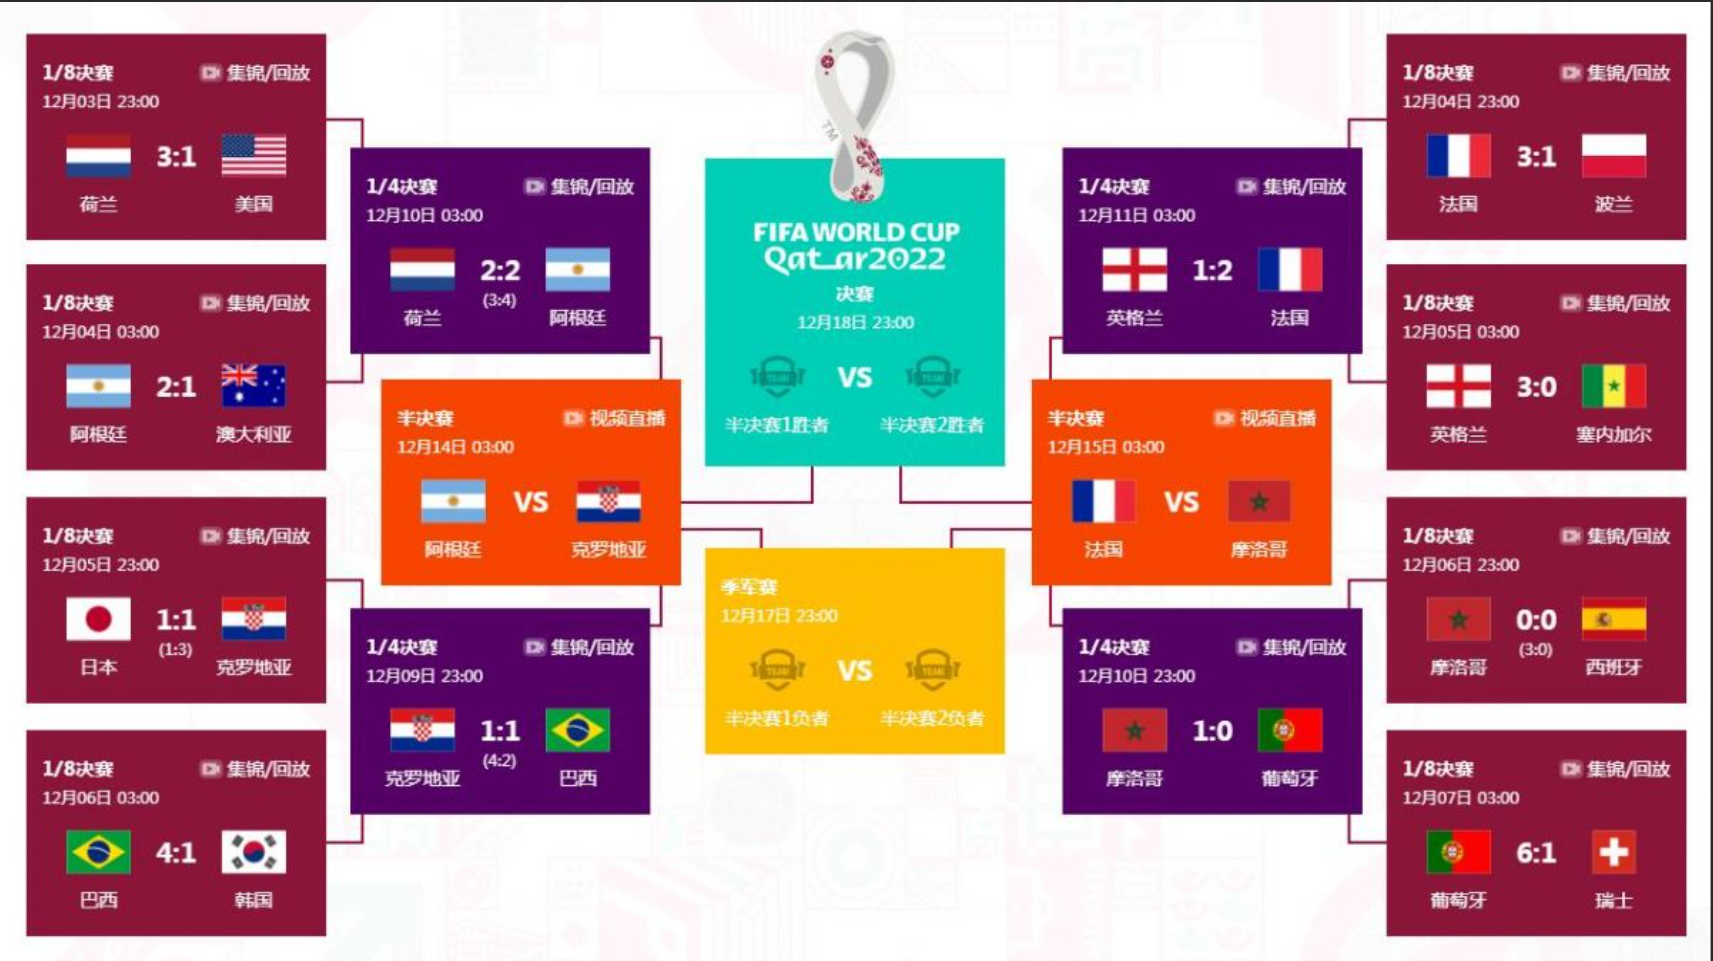 1/8决赛 集锦/回放
12月03日 23:00
3:1
荷兰 美国
1/8决赛 集锦/回放
12月04日 03:00
2:1
阿根廷 澳大利亚
1/8决赛 集锦/回放
12月05日 23:00
1:1
(1:3)
日本 克罗地亚
1/8决赛 集锦/回放
12月06日 03:00
4:1
巴西 韩国
1/4决赛 集锦/回放
12月10日 03:00
2:2
(3:4)
荷兰 阿根廷
半决赛 视频直播
12月14日 03:00
VS
阿根廷 克罗地亚
1/4决赛 集锦/回放
12月09日 23:00
1:1
(4:2)
克罗地亚 巴西
TM
FIFA WORLD CUP
Qatar2022
决赛
12月18日 23:00
TEAM VS TEAM
半决赛1胜者 半决赛2胜者
季军赛
12月17日 23:00
TEAM VS TEAM
半决赛1负者 半决赛2负者
1/4决赛 集锦/回放
12月11日 03:00
1:2
英格兰 法国
半决赛 视频直播
12月15日 03:00
VS
法国 摩洛哥
1/4决赛 集锦/回放
12月10日 23:00
1:0
摩洛哥 葡萄牙
1/8决赛 集锦/回放
12月04日 23:00
3:1
法国 波兰
1/8决赛 集锦/回放
12月05日 03:00
3:0
英格兰 塞内加尔
1/8决赛 集锦/回放
12月06日 23:00
0:0
(3:0)
摩洛哥 西班牙
1/8决赛 集锦/回放
12月07日 03:00
6:1
葡萄牙 瑞士